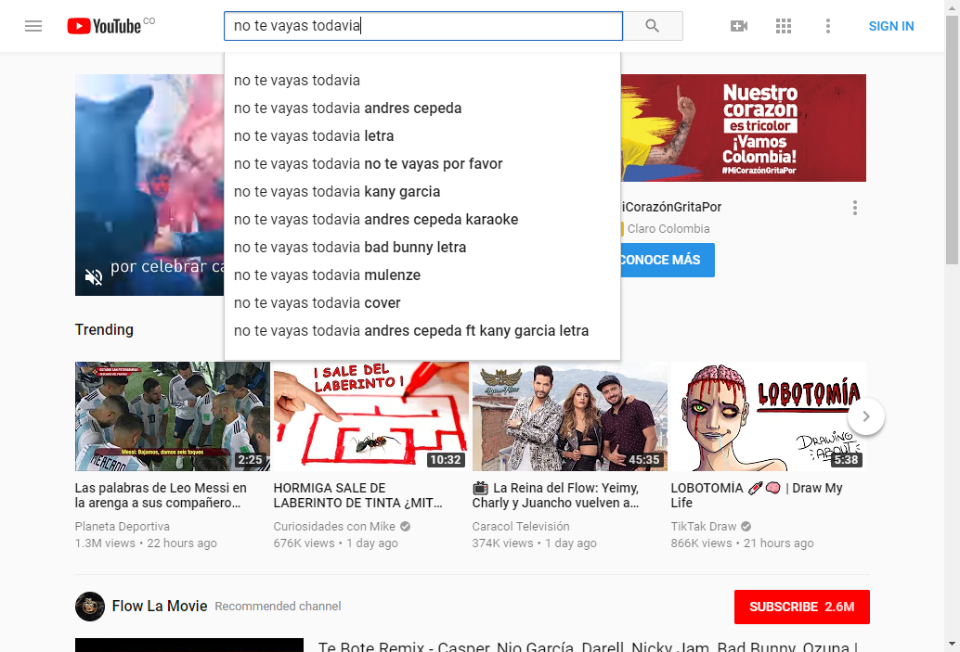 YouTube CO
no te vayas todavia
SIGN IN
no te vayas todavia
no te vayas todavia andres cepeda
no te vayas todavia letra
no te vayas todavia no te vayas por favor
no te vayas todavia kany garcia
no te vayas todavia andres cepeda karaoke
no te vayas todavia bad bunny letra
no te vayas todavia mulenze
no te vayas todavia cover
no te vayas todavia andres cepeda ft kany garcia letra
por celebrar
Nuestro
corazón
es tricolor
¡Vamos
Colombia!
#MiCorazónGritaPor
iCorazónGritaPor
Claro Colombia
CONOCE MÁS
Trending
Messi: Bajamos, damos seis toques
2:25
¡ SALE DEL
LABERINTO !
10:32
45:35
LOBOTOMÍA
DRAWING
ABOUT
5:38
Las palabras de Leo Messi en
la arenga a sus compañero...
Planeta Deportiva
1.3M views • 22 hours ago
HORMIGA SALE DE
LABERINTO DE TINTA ¿MIT...
Curiosidades con Mike
676K views • 1 day ago
La Reina del Flow: Yeimy,
Charly y Juancho vuelven a...
Caracol Televisión
374K views • 1 day ago
LOBOTOMÍA | Draw My
Life
TikTak Draw
866K views • 21 hours ago
Flow La Movie Recommended channel
SUBSCRIBE 2.6M
Te Bote Remix - Casper, Nio García, Darell, Nicky Jam, Bad Bunny, Ozuna |